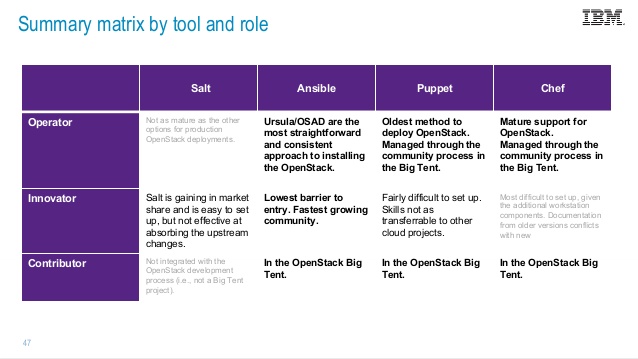 Summary matrix by tool and role
IBM
Salt
Ansible
Puppet
Chef
Operator
Not as mature as the other
options for production
OpenStack deployments.
Ursula/OSAD are the
most straightforward
and consistent
approach to installing
the OpenStack.
Oldest method to
deploy OpenStack.
Managed through the
community process in
the Big Tent.
Mature support for
OpenStack.
Managed through the
community process in
the Big Tent.
Innovator
Salt is gaining in market
share and is easy to set
up, but not effective at
absorbing the upstream
changes.
Lowest barrier to
entry. Fastest growing
community.
Fairly difficult to set up.
Skills not as
transferrable to other
cloud projects.
Most difficult to set up, given
the additional workstation
components. Documentation
from older versions conflicts
with new
Contributor
Not integrated with the
OpenStack development
process (i.e., not a Big Tent
project).
In the OpenStack Big
Tent.
In the OpenStack Big
Tent.
In the OpenStack Big
Tent.
47